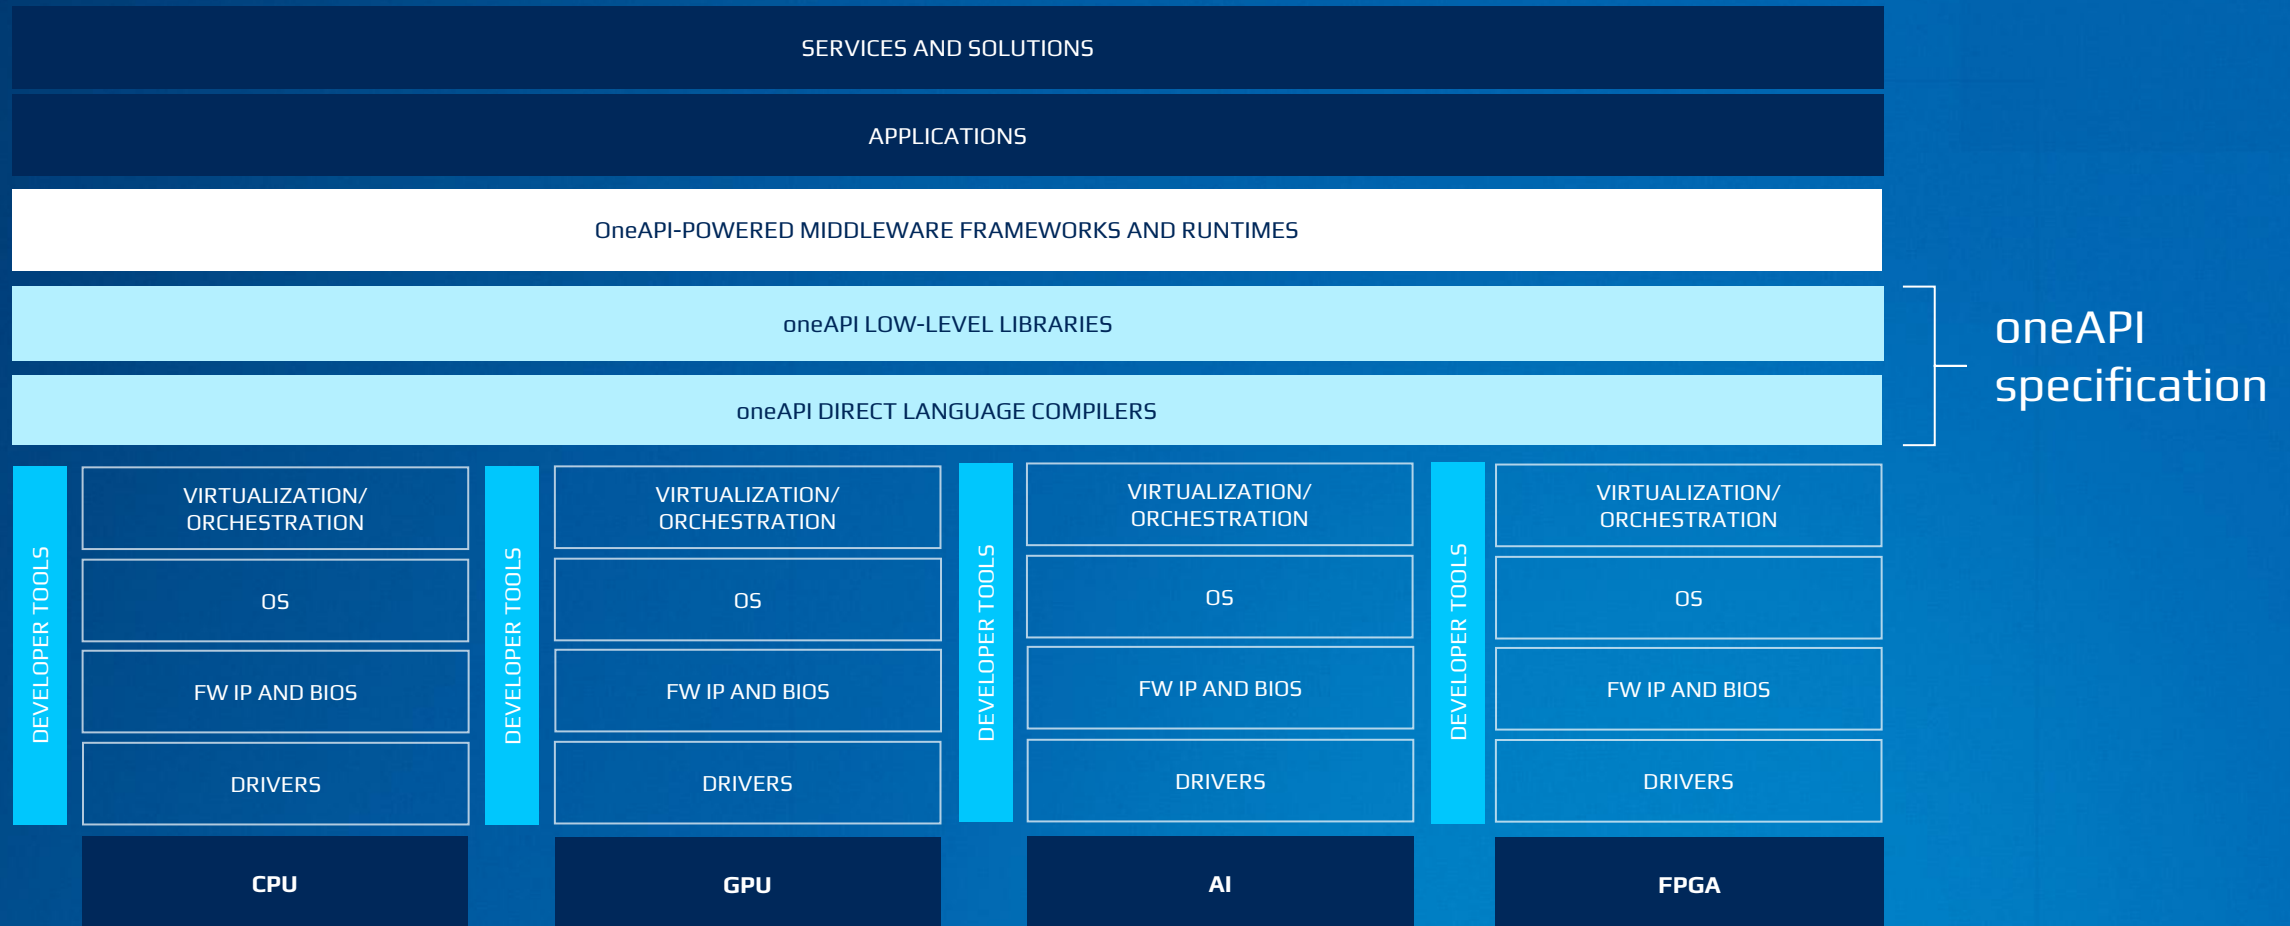 SERVICES AND SOLUTIONS
APPLICATIONS
OneAPI-POWERED MIDDLEWARE FRAMEWORKS AND RUNTIMES
oneAPI LOW-LEVEL LIBRARIES
oneAPI DIRECT LANGUAGE COMPILERS
oneAPI
specification
DEVELOPER TOOLS
VIRTUALIZATION/
ORCHESTRATION
OS
FW IP AND BIOS
DRIVERS
CPU
DEVELOPER TOOLS
VIRTUALIZATION/
ORCHESTRATION
OS
FW IP AND BIOS
DRIVERS
GPU
DEVELOPER TOOLS
VIRTUALIZATION/
ORCHESTRATION
OS
FW IP AND BIOS
DRIVERS
AI
DEVELOPER TOOLS
VIRTUALIZATION/
ORCHESTRATION
OS
FW IP AND BIOS
DRIVERS
FPGA